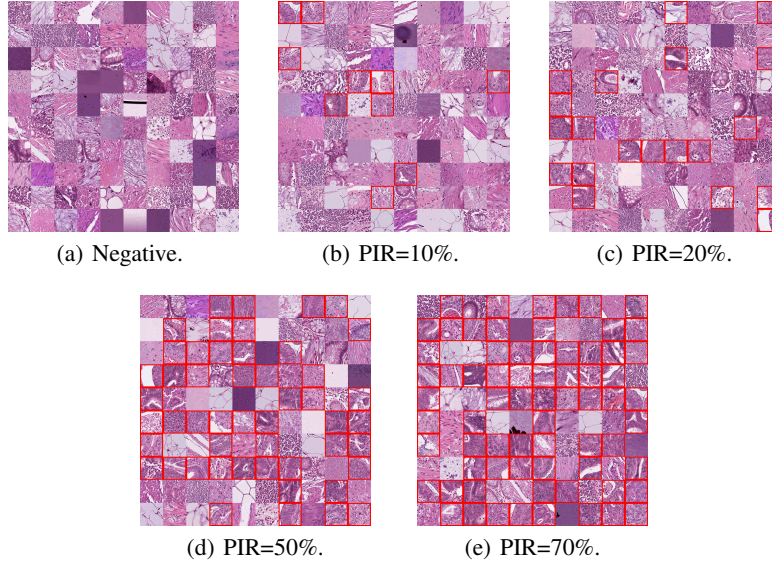 (a) Negative.
(b) PIR=10%.
(c) PIR=20%.
(d) PIR=50%.
(e) PIR=70%.